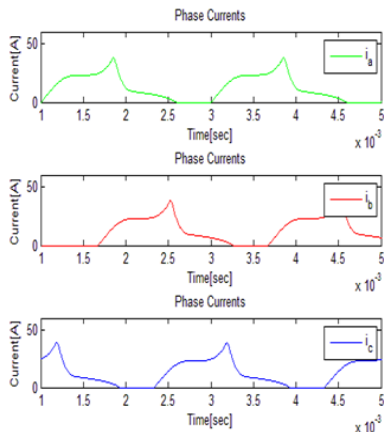 Phase Currents
50
0
Current[A]
i_a
1 1.5 2 2.5 3 3.5 4 4.5 5
Time[sec]
x 10⁻³
Phase Currents
50
0
Current[A]
i_b
1 1.5 2 2.5 3 3.5 4 4.5 5
Time[sec]
x 10⁻³
Phase Currents
50
0
Current[A]
i_c
1 1.5 2 2.5 3 3.5 4 4.5 5
Time[sec]
x 10⁻³